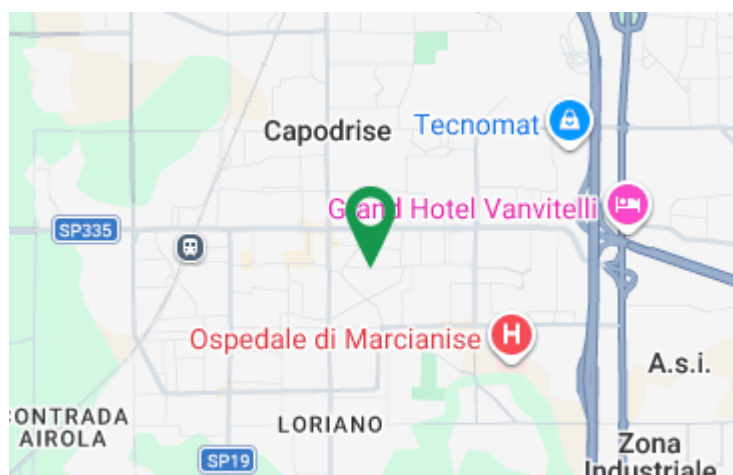 Capodrise
Tecnomat
Grand Hotel Vanvitelli
SP335
Ospedale di Marcianise
H
A.s.i.
CONTRADA
AIROLA
LORIANO
SP19
Zona
Industriale